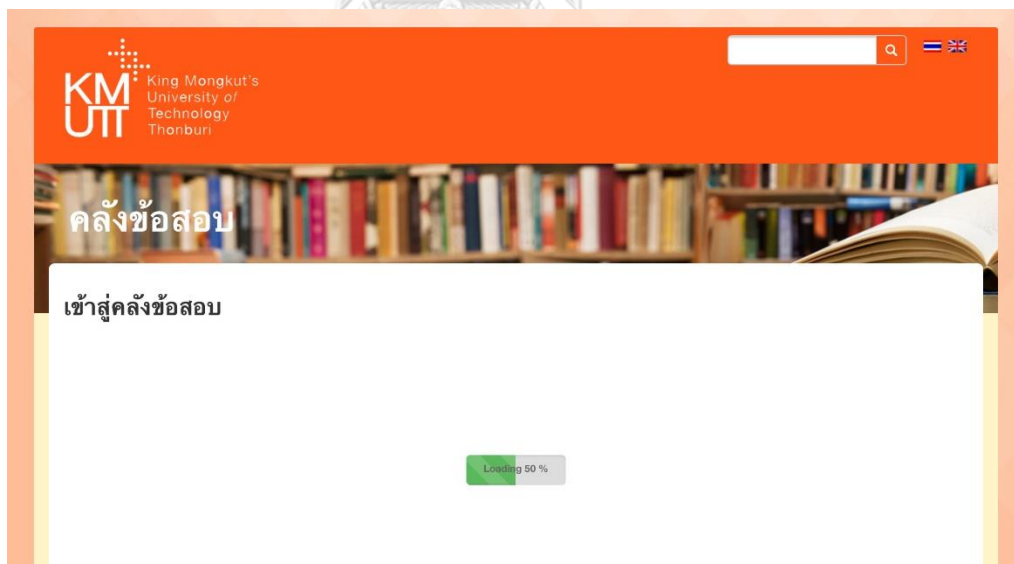 KM
UTT
King Mongkut's
University of
Technology
Thonburi
คลังข้อสอบ
เข้าสู่คลังข้อสอบ
Loading 50 %